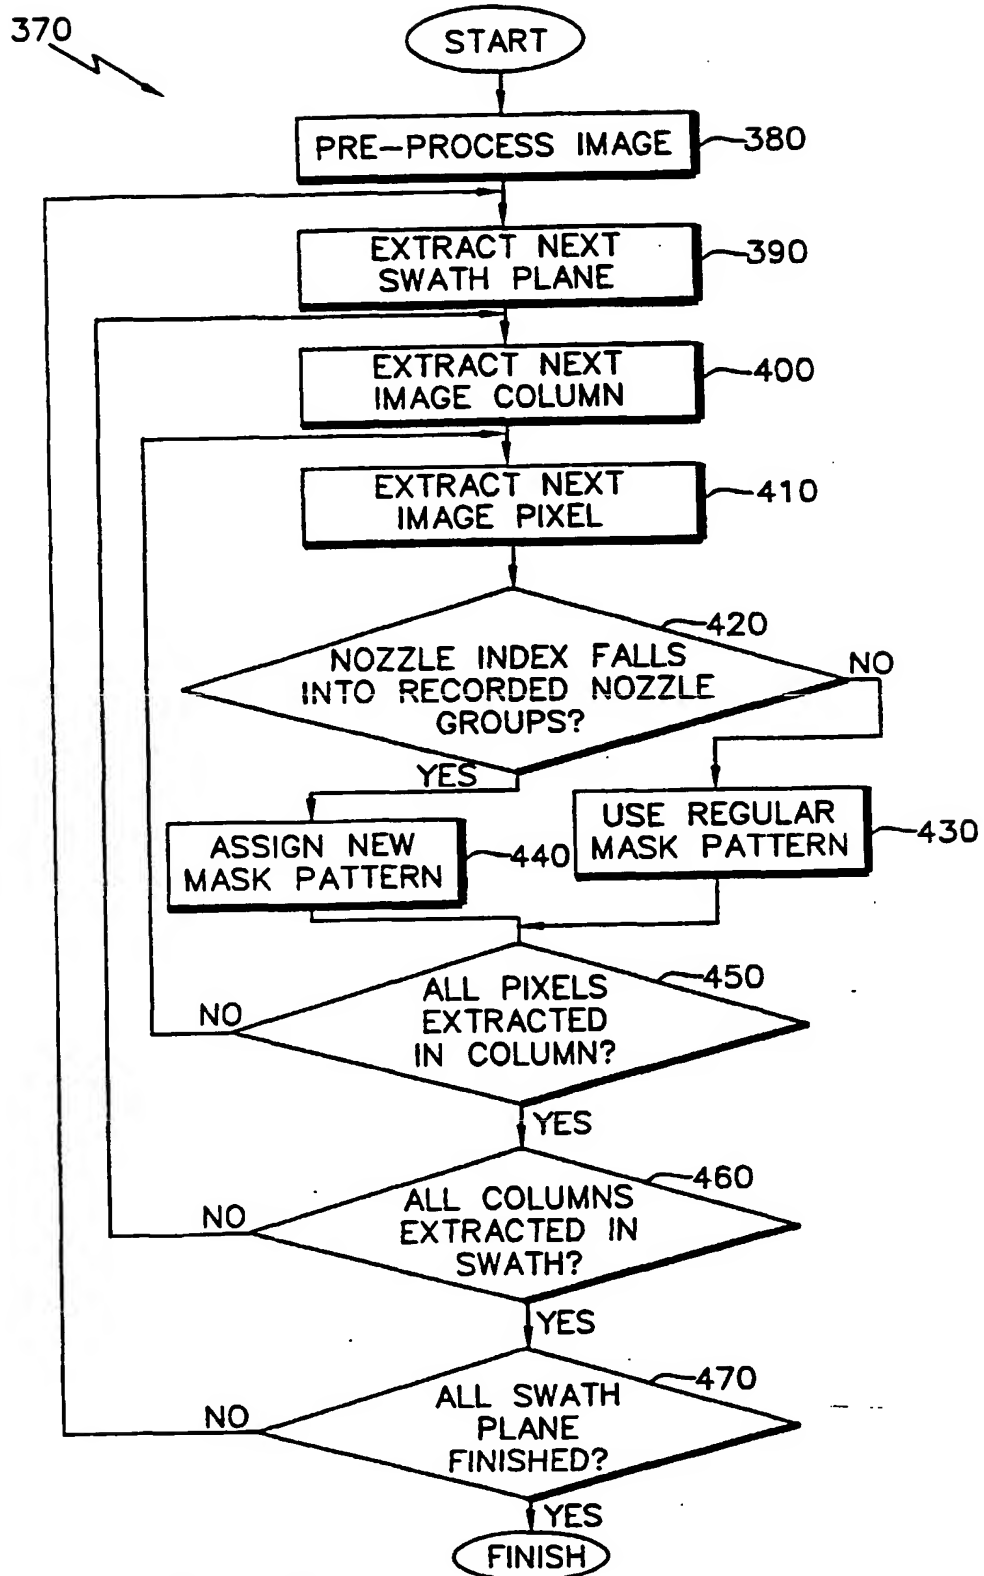 370
START
PRE-PROCESS IMAGE
380
EXTRACT NEXT
SWATH PLANE
390
EXTRACT NEXT
IMAGE COLUMN
400
EXTRACT NEXT
IMAGE PIXEL
410
420
NOZZLE INDEX FALLS
INTO RECORDED NOZZLE
GROUPS?
NO
YES
ASSIGN NEW
MASK PATTERN
440
USE REGULAR
MASK PATTERN
430
450
ALL PIXELS
EXTRACTED
IN COLUMN?
NO
YES
460
ALL COLUMNS
EXTRACTED IN
SWATH?
NO
YES
470
ALL SWATH
PLANE
FINISHED?
NO
YES
FINISH